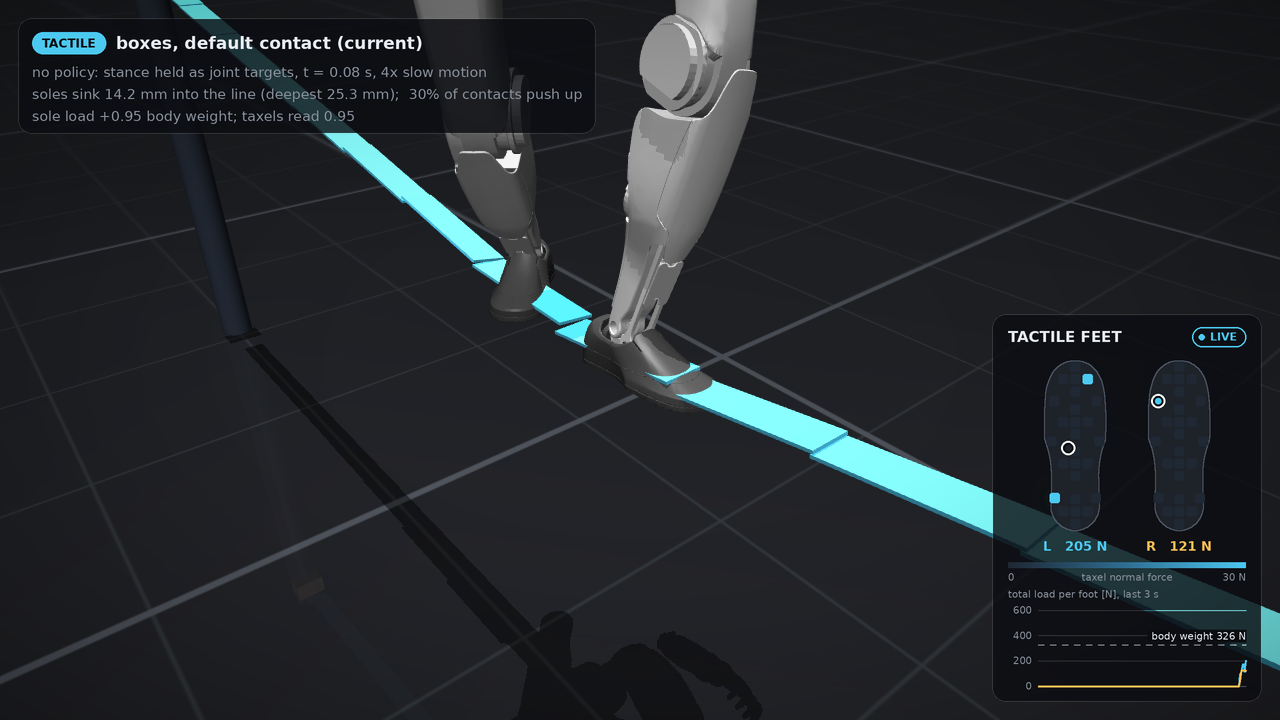 TACTILE boxes, default contact (current)
no policy: stance held as joint targets, t = 0.08 s, 4x slow motion
soles sink 14.2 mm into the line (deepest 25.3 mm);  30% of contacts push up
sole load +0.95 body weight; taxels read 0.95
TACTILE FEET LIVE
L 205 N R 121 N
0 taxel normal force 30 N
total load per foot [N], last 3 s
600
400 body weight 326 N
200
0